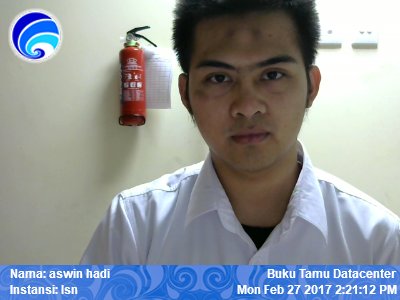 Nama: aswin hadi
Buku Tamu Datacenter
Instansi: lsn
Mon Feb 27 2017 2:21:12 PM